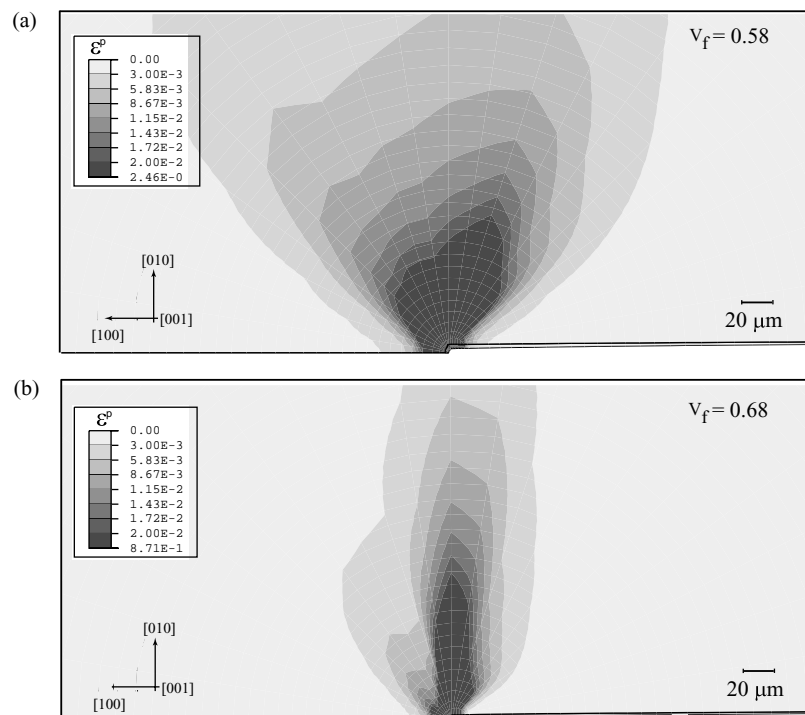 (a)
V_f = 0.58
ε^p
0.00
3.00E-3
5.83E-3
8.67E-3
1.15E-2
1.43E-2
1.72E-2
2.00E-2
2.46E-0
[010]
[001]
[100]
20 μm
(b)
V_f = 0.68
ε^p
0.00
3.00E-3
5.83E-3
8.67E-3
1.15E-2
1.43E-2
1.72E-2
2.00E-2
8.71E-1
[010]
[001]
[100]
20 μm